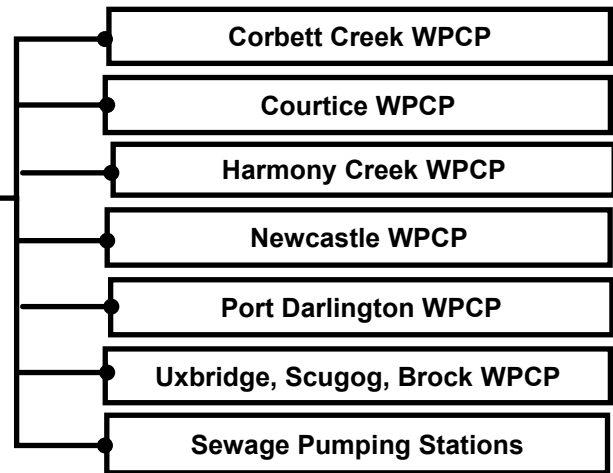 Corbett Creek WPCP
Courtice WPCP
Harmony Creek WPCP
Newcastle WPCP
Port Darlington WPCP
Uxbridge, Scugog, Brock WPCP
Sewage Pumping Stations